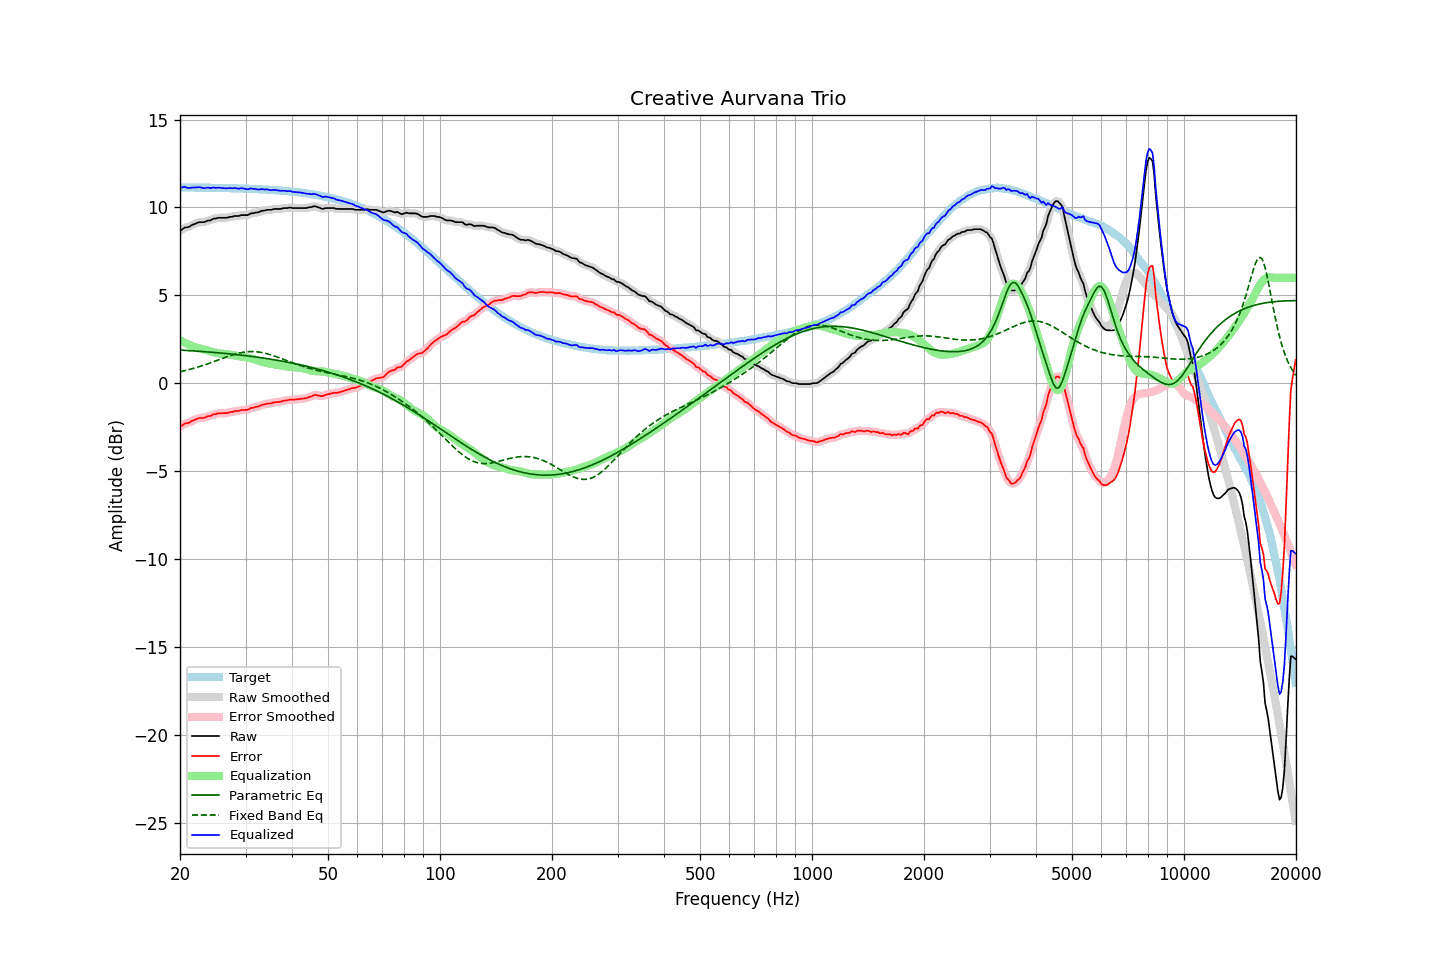 Creative Aurvana Trio
15
10
5
0
−5
−10
−15
−20
−25
Amplitude (dBr)
Target
Raw Smoothed
Error Smoothed
Raw
Error
Equalization
Parametric Eq
Fixed Band Eq
Equalized
20 50 100 200 500 1000 2000 5000 10000 20000
Frequency (Hz)